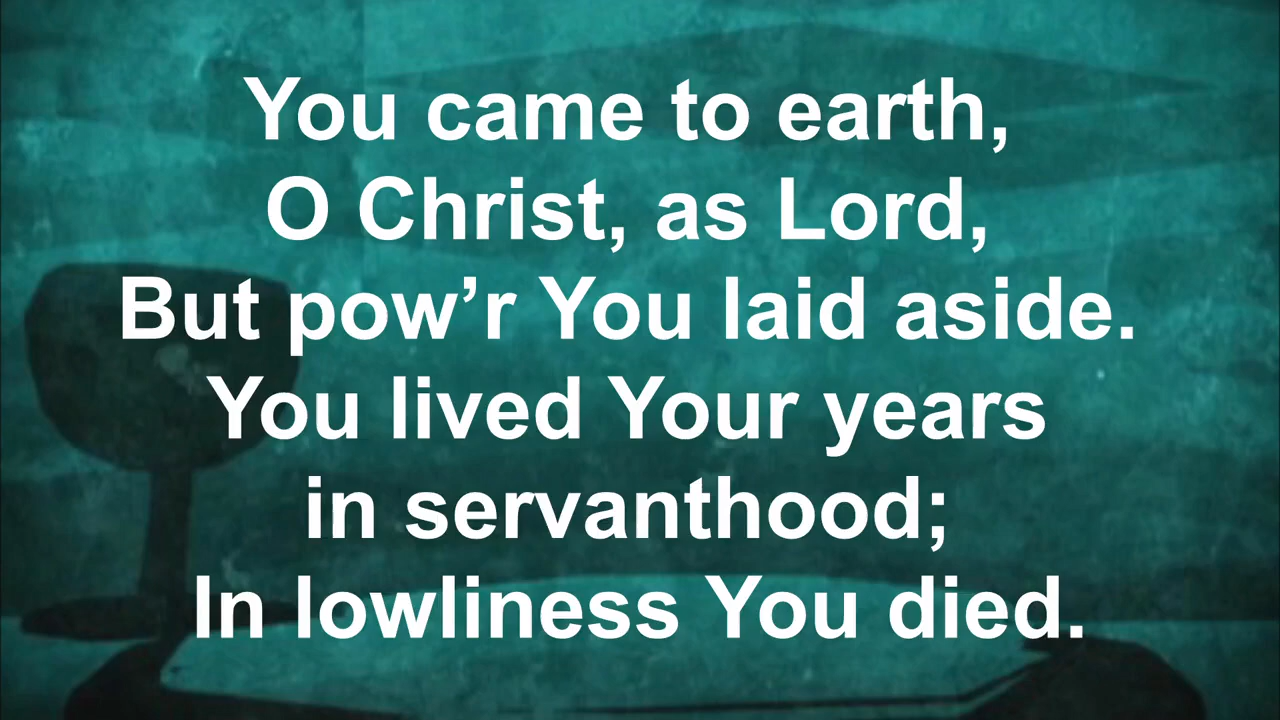 You came to earth,
O Christ, as Lord,
But pow’r You laid aside.
You lived Your years
in servanthood;
In lowliness You died.